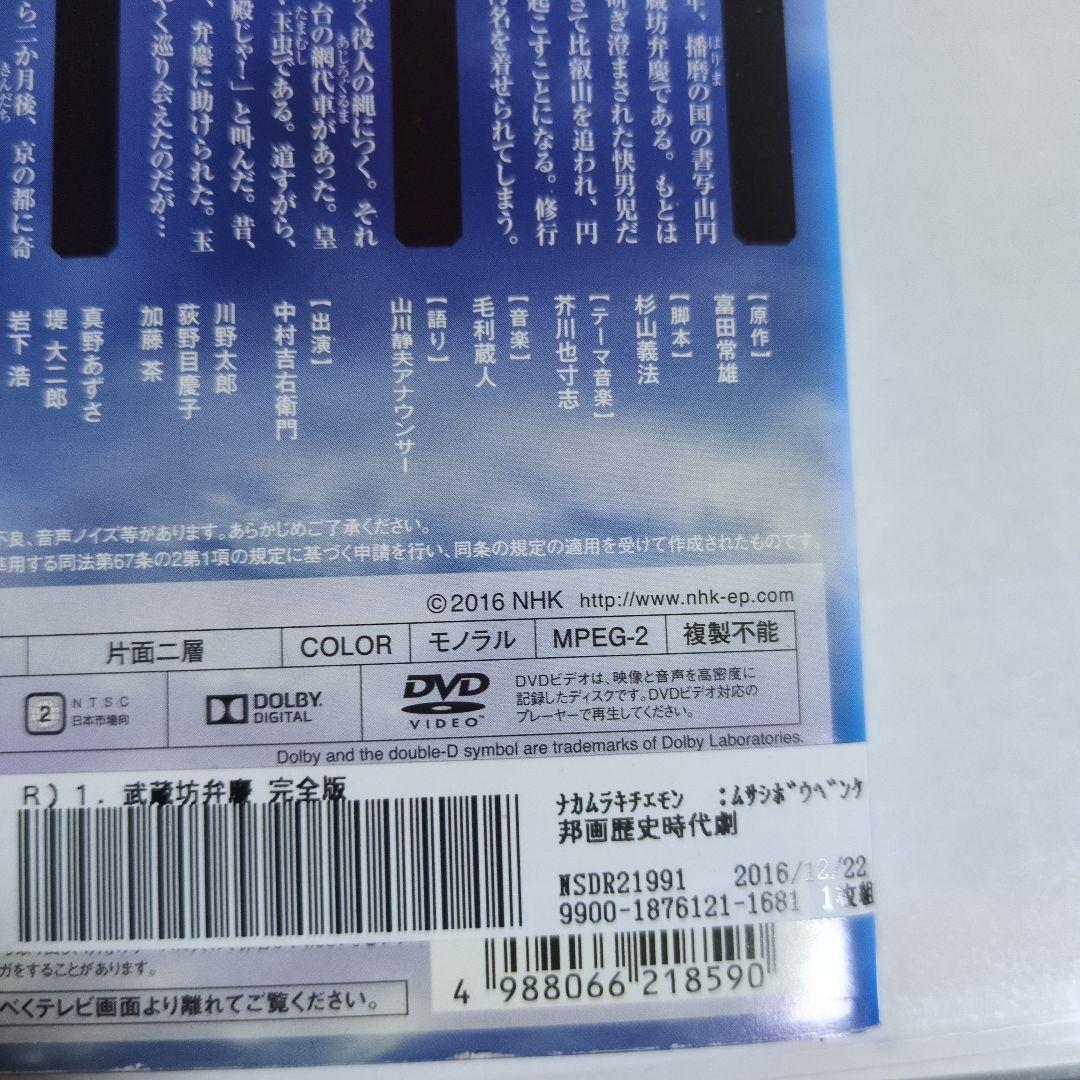 年、播磨の国の書写山円
はりま
蔵坊弁慶である。もとは
研ぎ澄まされた快男児だ
きて比叡山を追われ、円
起こすことになる。修行
名を着せられてしまう。
く役人の縄につく。それ
台の網代車があった。皇
あじろぐるま
玉虫である。道すがら、
たまむし
殿じゃ!」と叫んだ。昔、
、弁慶に助けられた。玉
やく巡り会えたのだが…
ら二か月後、京の都に奇
きんだち
【原作】
富田常雄
【脚本】
杉山義法
【テーマ音楽】
芥川也寸志
【音楽】
毛利蔵人
【語り】
山川静夫アナウンサー
【出演】
中村吉右衛門
川野太郎
荻野目慶子
加藤 茶
真野あずさ
堤 大二郎
岩下 浩
不良、音声ノイズ等があります。あらかじめご了承ください。
準用する同法第67条の2第1項の規定に基づく申請を行い、同条の規定の適用を受けて作成されたものです。
©2016 NHK http://www.nhk-ep.com
片面二層 COLOR モノラル MPEG-2 複製不能
2 NTSC 日本市場向
DOLBY DIGITAL
DVD VIDEO™
DVDビデオは、映像と音声を高密度に
記録したディスクです。DVDビデオ対応の
プレーヤーで再生してください。
Dolby and the double-D symbol are trademarks of Dolby Laboratories.
R)1. 武蔵坊弁慶 完全版
ナカムラキチエモン :ムサシボウベンケ
邦画歴史時代劇
NSDR21991 2016/12/22
9900-1876121-1681 1枚組
ガをすることがあります。
べくテレビ画面より離れてご覧ください。
4 988066 218590